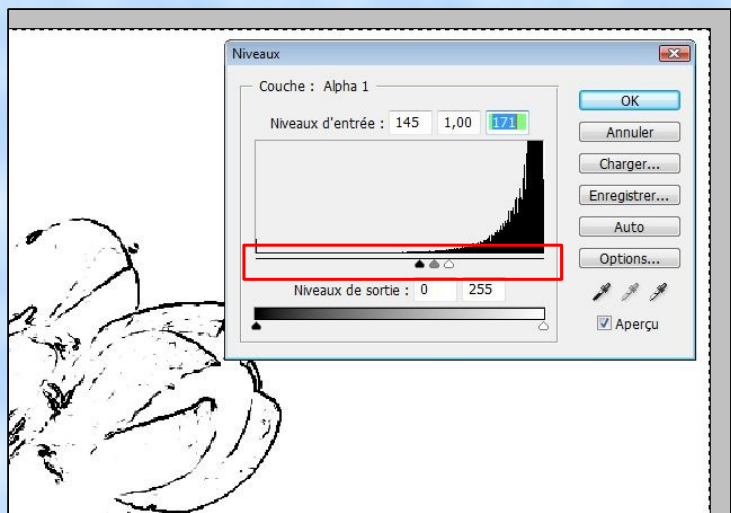 Niveaux
Couche : Alpha 1
Niveaux d'entrée : 145 1,00 171
Niveaux de sortie : 0 255
OK
Annuler
Charger...
Enregistrer...
Auto
Options...
Aperçu